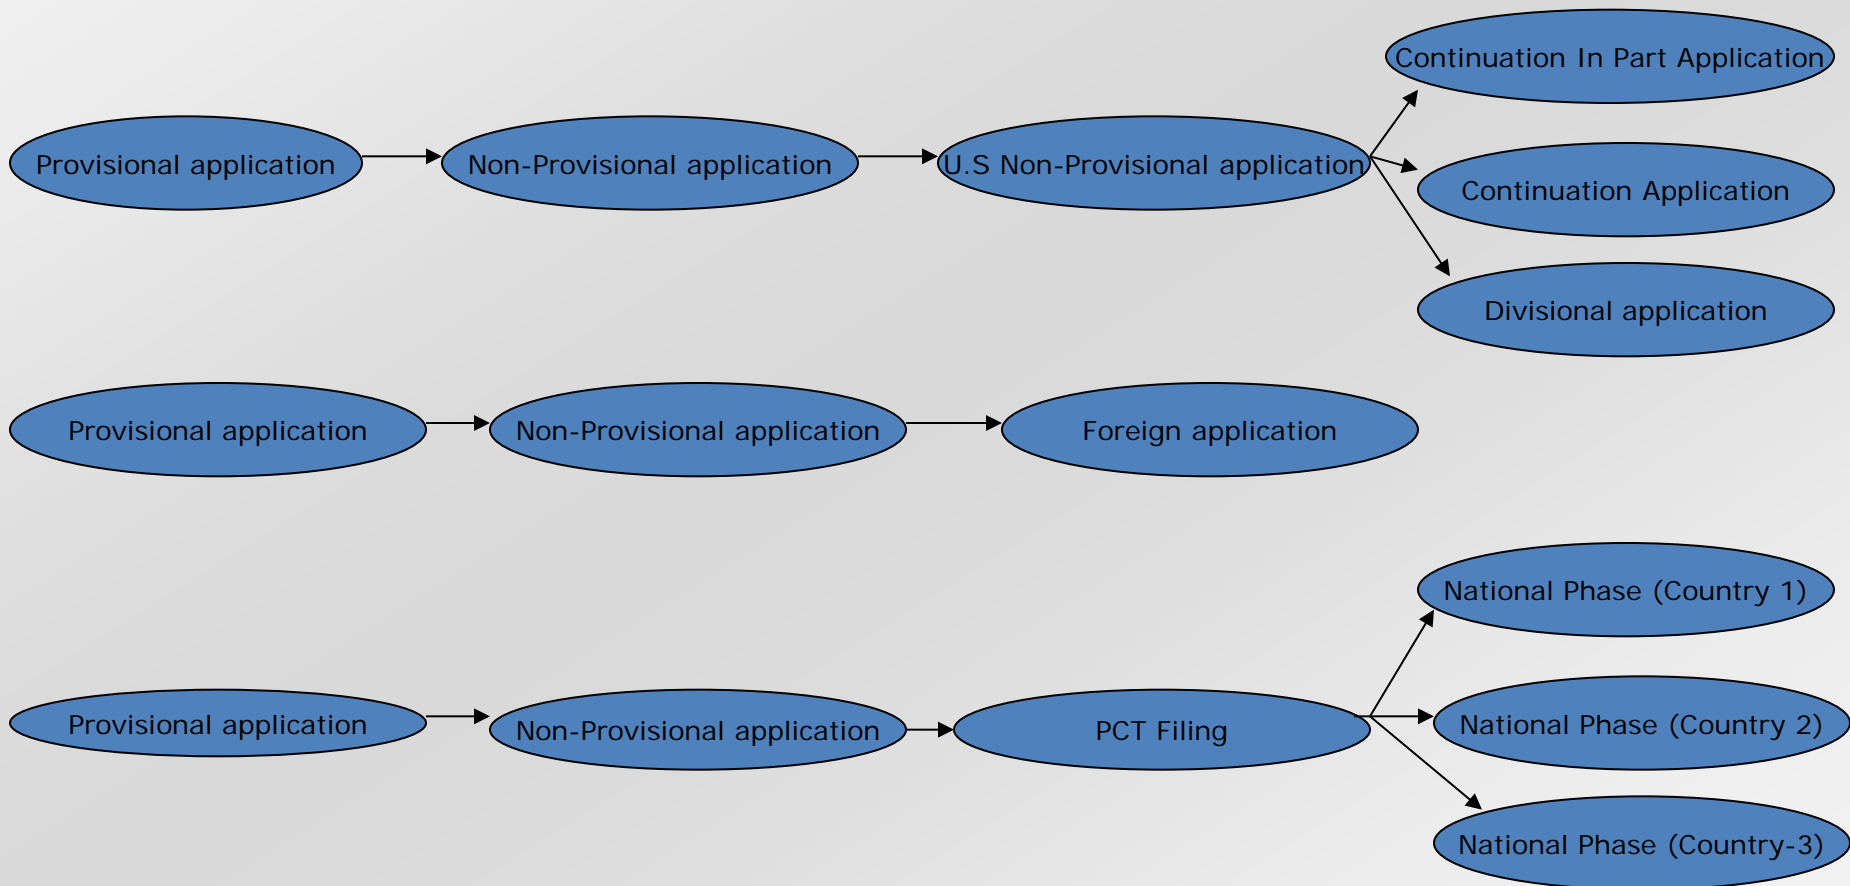 Continuation In Part Application
Provisional application
Non-Provisional application
U.S Non-Provisional application
Continuation Application
Divisional application
Provisional application
Non-Provisional application
Foreign application
National Phase (Country 1)
Provisional application
Non-Provisional application
PCT Filing
National Phase (Country 2)
National Phase (Country-3)